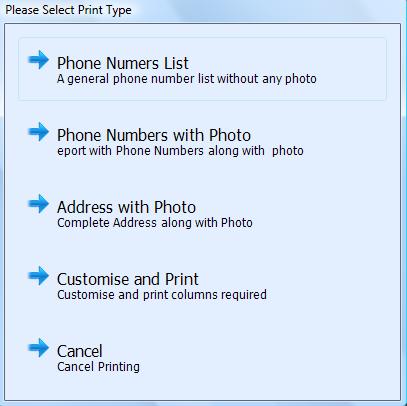 Please Select Print Type
Phone Numers List
A general phone number list without any photo
Phone Numbers with Photo
eport with Phone Numbers along with  photo
Address with Photo
Complete Address along with Photo
Customise and Print
Customise and print columns required
Cancel
Cancel Printing